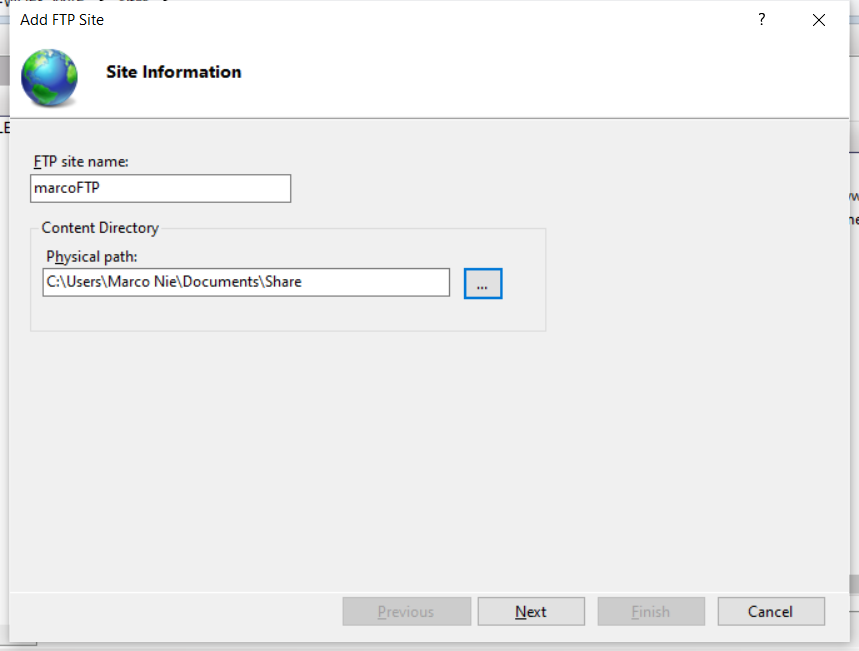 Add FTP Site
?
Site Information
FTP site name:
marcoFTP
Content Directory
Physical path:
C:\Users\Marco Nie\Documents\Share
...
Previous
Next
Finish
Cancel